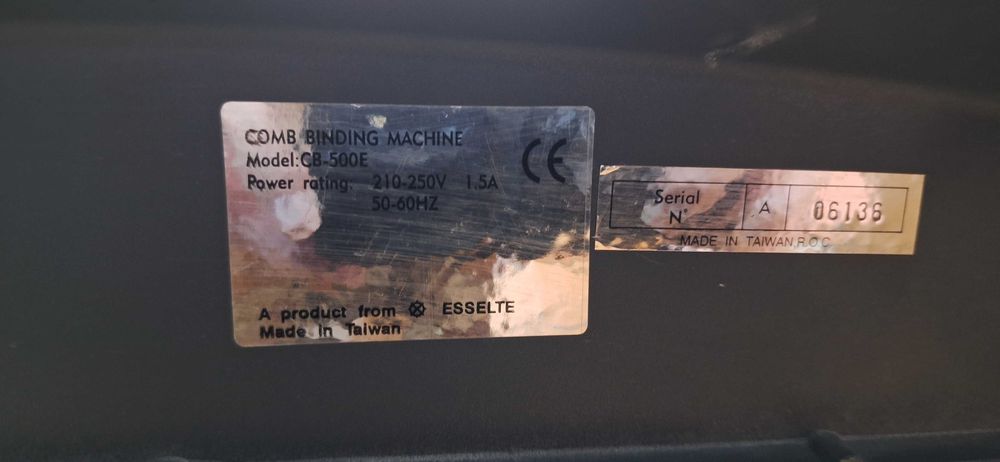 COMB BINDING MACHINE
Model:CB-500E
Power rating: 210-250V 1.5A
50-60HZ
CE
A product from ESSELTE
Made in Taiwan
Serial
N° A 06136
MADE IN TAIWAN,R.O.C